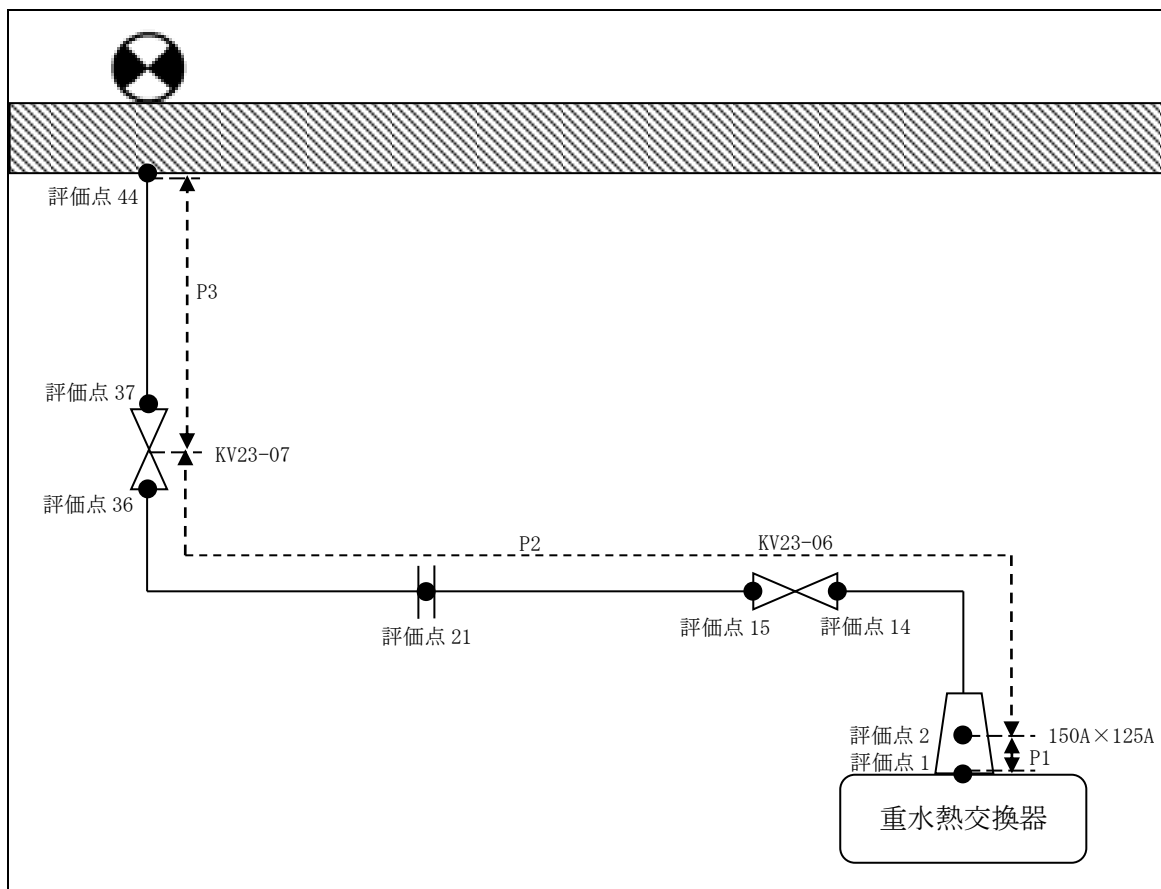 評価点 44
P3
評価点 37
KV23-07
評価点 36
P2
KV23-06
評価点 21
評価点 15
評価点 14
評価点 2
150A×125A
評価点 1
P1
重水熱交換器